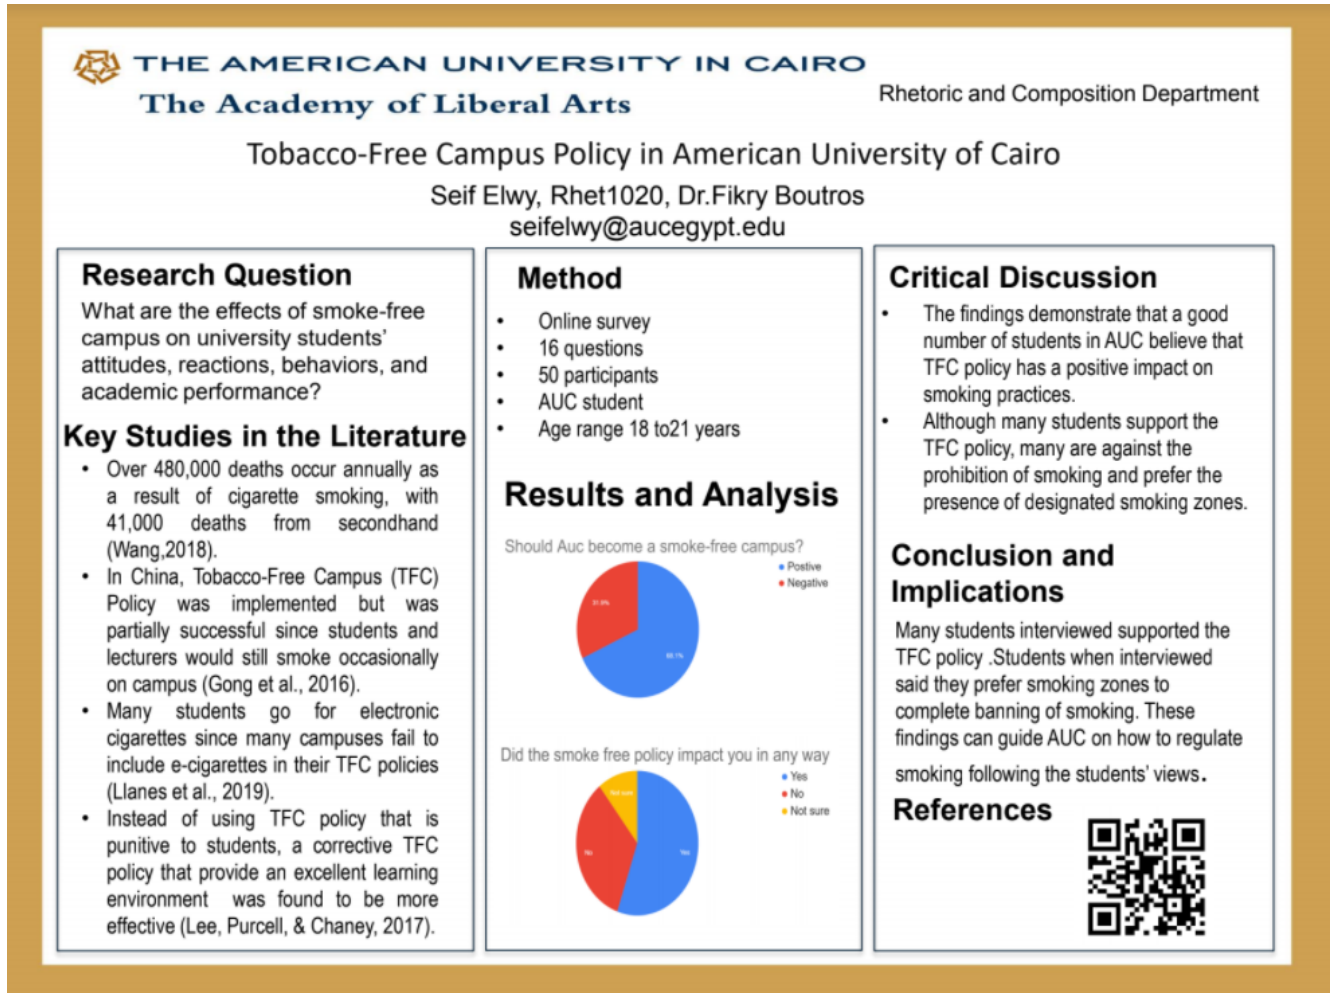 THE AMERICAN UNIVERSITY IN CAIRO
The Academy of Liberal Arts
Rhetoric and Composition Department
Tobacco-Free Campus Policy in American University of Cairo
Seif Elwy, Rhet1020, Dr.Fikry Boutros
seifelwy@aucegypt.edu
Research Question
What are the effects of smoke-free
campus on university students'
attitudes, reactions, behaviors, and
academic performance?
Key Studies in the Literature
• Over 480,000 deaths occur annually as
a result of cigarette smoking, with
41,000 deaths from secondhand
(Wang,2018).
• In China, Tobacco-Free Campus (TFC)
Policy was implemented but was
partially successful since students and
lecturers would still smoke occasionally
on campus (Gong et al., 2016).
• Many students go for electronic
cigarettes since many campuses fail to
include e-cigarettes in their TFC policies
(Llanes et al., 2019).
• Instead of using TFC policy that is
punitive to students, a corrective TFC
policy that provide an excellent learning
environment was found to be more
effective (Lee, Purcell, & Chaney, 2017).
Method
• Online survey
• 16 questions
• 50 participants
• AUC student
• Age range 18 to21 years
Results and Analysis
Should Auc become a smoke-free campus?
Postive
Negative
31.9%
68.1%
Did the smoke free policy impact you in any way
Yes
No
Not sure
Not sure
No
Yes
Critical Discussion
• The findings demonstrate that a good
number of students in AUC believe that
TFC policy has a positive impact on
smoking practices.
• Although many students support the
TFC policy, many are against the
prohibition of smoking and prefer the
presence of designated smoking zones.
Conclusion and
Implications
Many students interviewed supported the
TFC policy .Students when interviewed
said they prefer smoking zones to
complete banning of smoking. These
findings can guide AUC on how to regulate
smoking following the students' views.
References